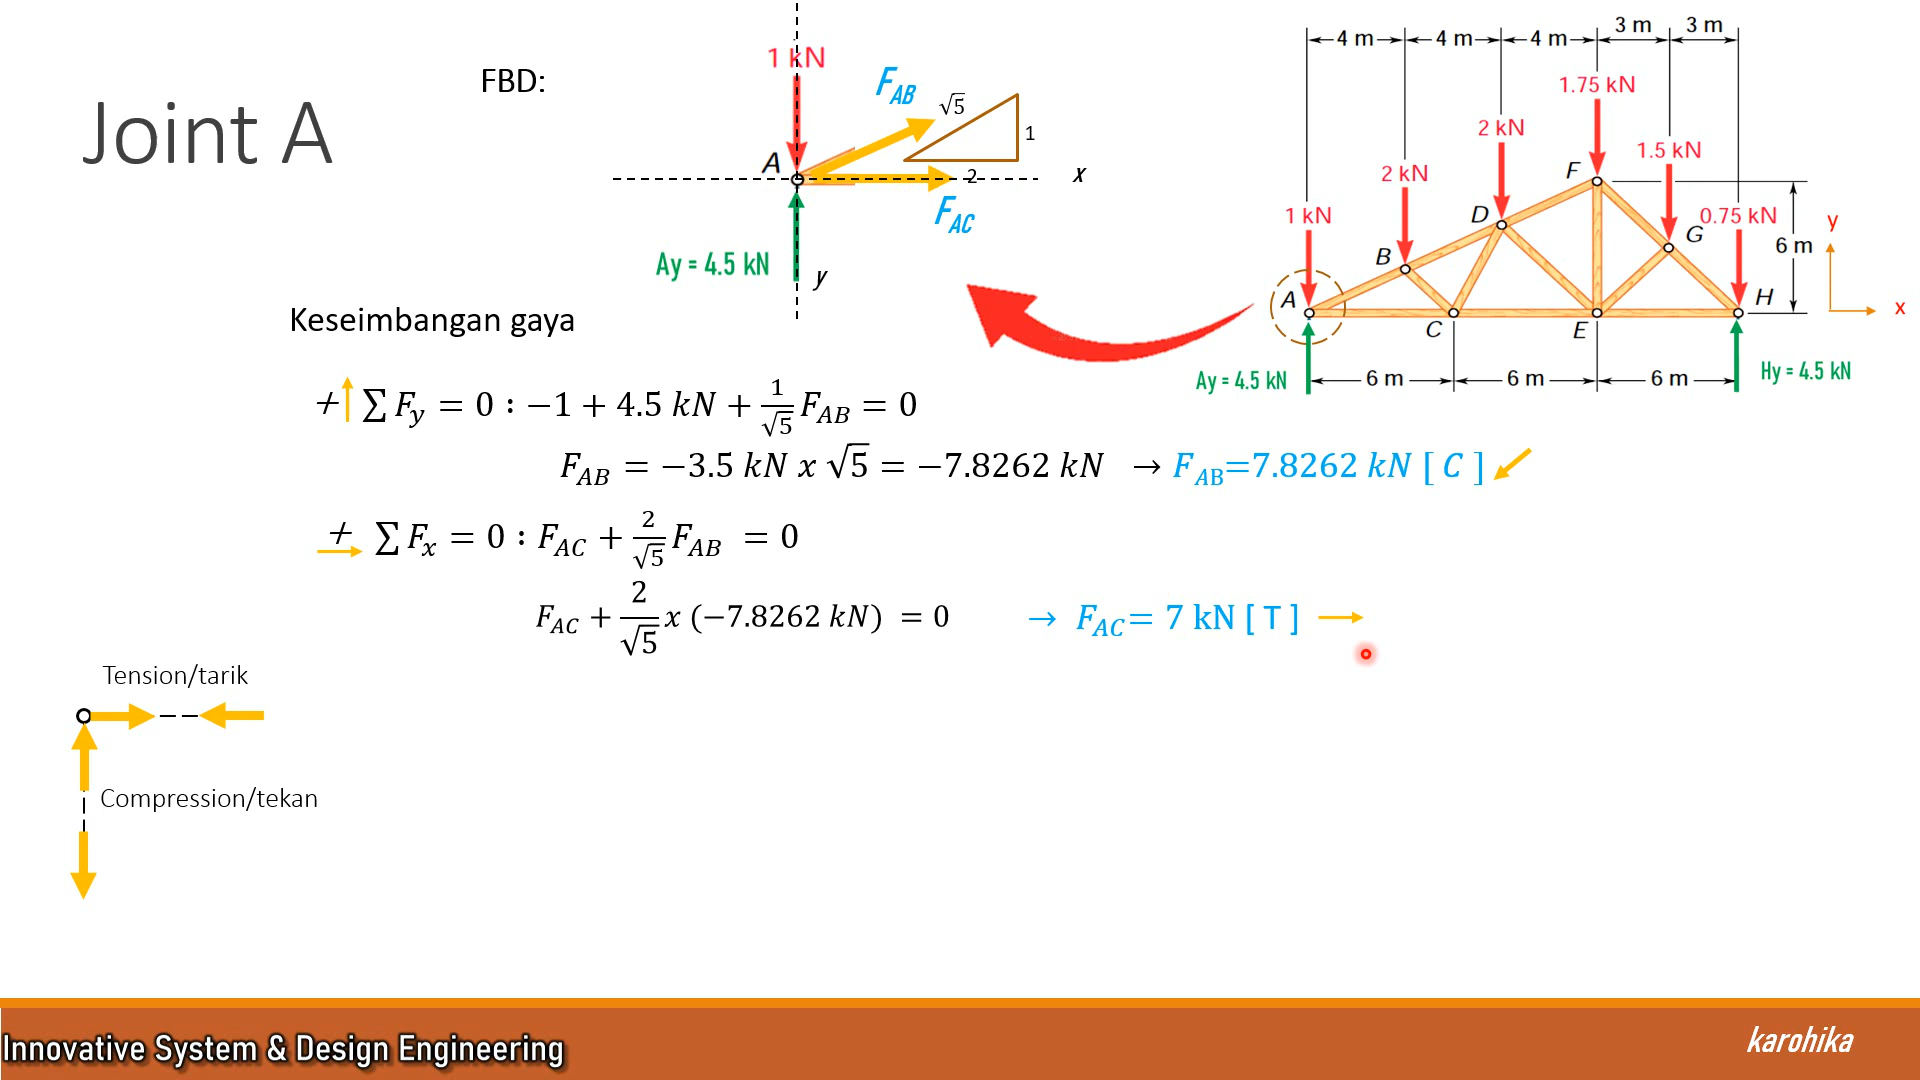 Joint A
FBD:
1 kN
F_AB
√5
1
2
A
x
F_AC
Ay = 4.5 kN
y
4 m
4 m
4 m
3 m
3 m
1.75 kN
2 kN
1.5 kN
2 kN
F
1 kN
D
0.75 kN
G
y
6 m
B
A
H
x
C
E
Ay = 4.5 kN
6 m
6 m
6 m
Hy = 4.5 kN
Keseimbangan gaya
+↑ ∑ F_y = 0 : −1 + 4.5 kN + 1/√5 F_AB = 0
F_AB = −3.5 kN x √5 = −7.8262 kN → F_AB=7.8262 kN [ C ]
+→ ∑ F_x = 0 : F_AC + 2/√5 F_AB = 0
F_AC + 2/√5 x (−7.8262 kN) = 0 → F_AC= 7 kN [ T ]
Tension/tarik
Compression/tekan
Innovative System & Design Engineering
karohika